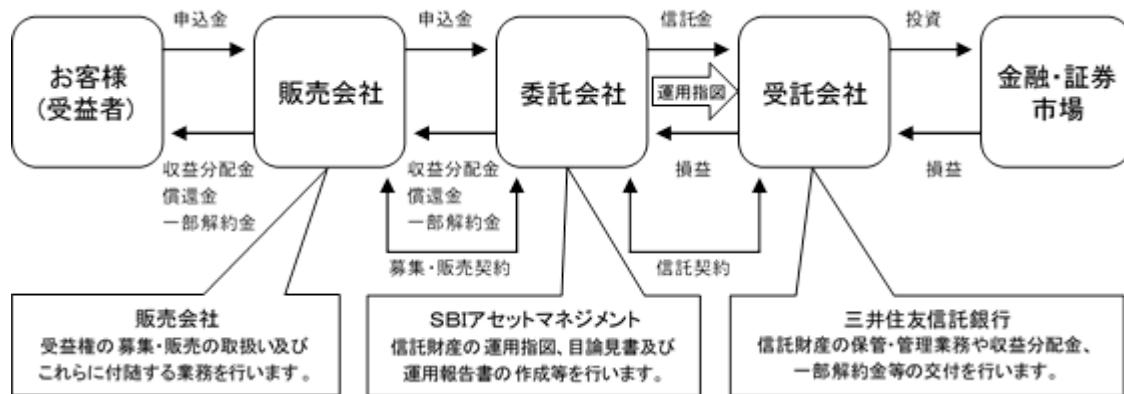 申込金
申込金
信託金
投資
お客様
(受益者)
販売会社
委託会社
運用指図
受託会社
金融・証券
市場
収益分配金
償還金
一部解約金
収益分配金
償還金
一部解約金
損益
損益
募集・販売契約
信託契約
販売会社
受益権の募集・販売の取扱い及び
これらに付随する業務を行います。
SBIアセットマネジメント
信託財産の運用指図、目論見書及び
運用報告書の作成等を行います。
三井住友信託銀行
信託財産の保管・管理業務や収益分配金、
一部解約金等の交付を行います。